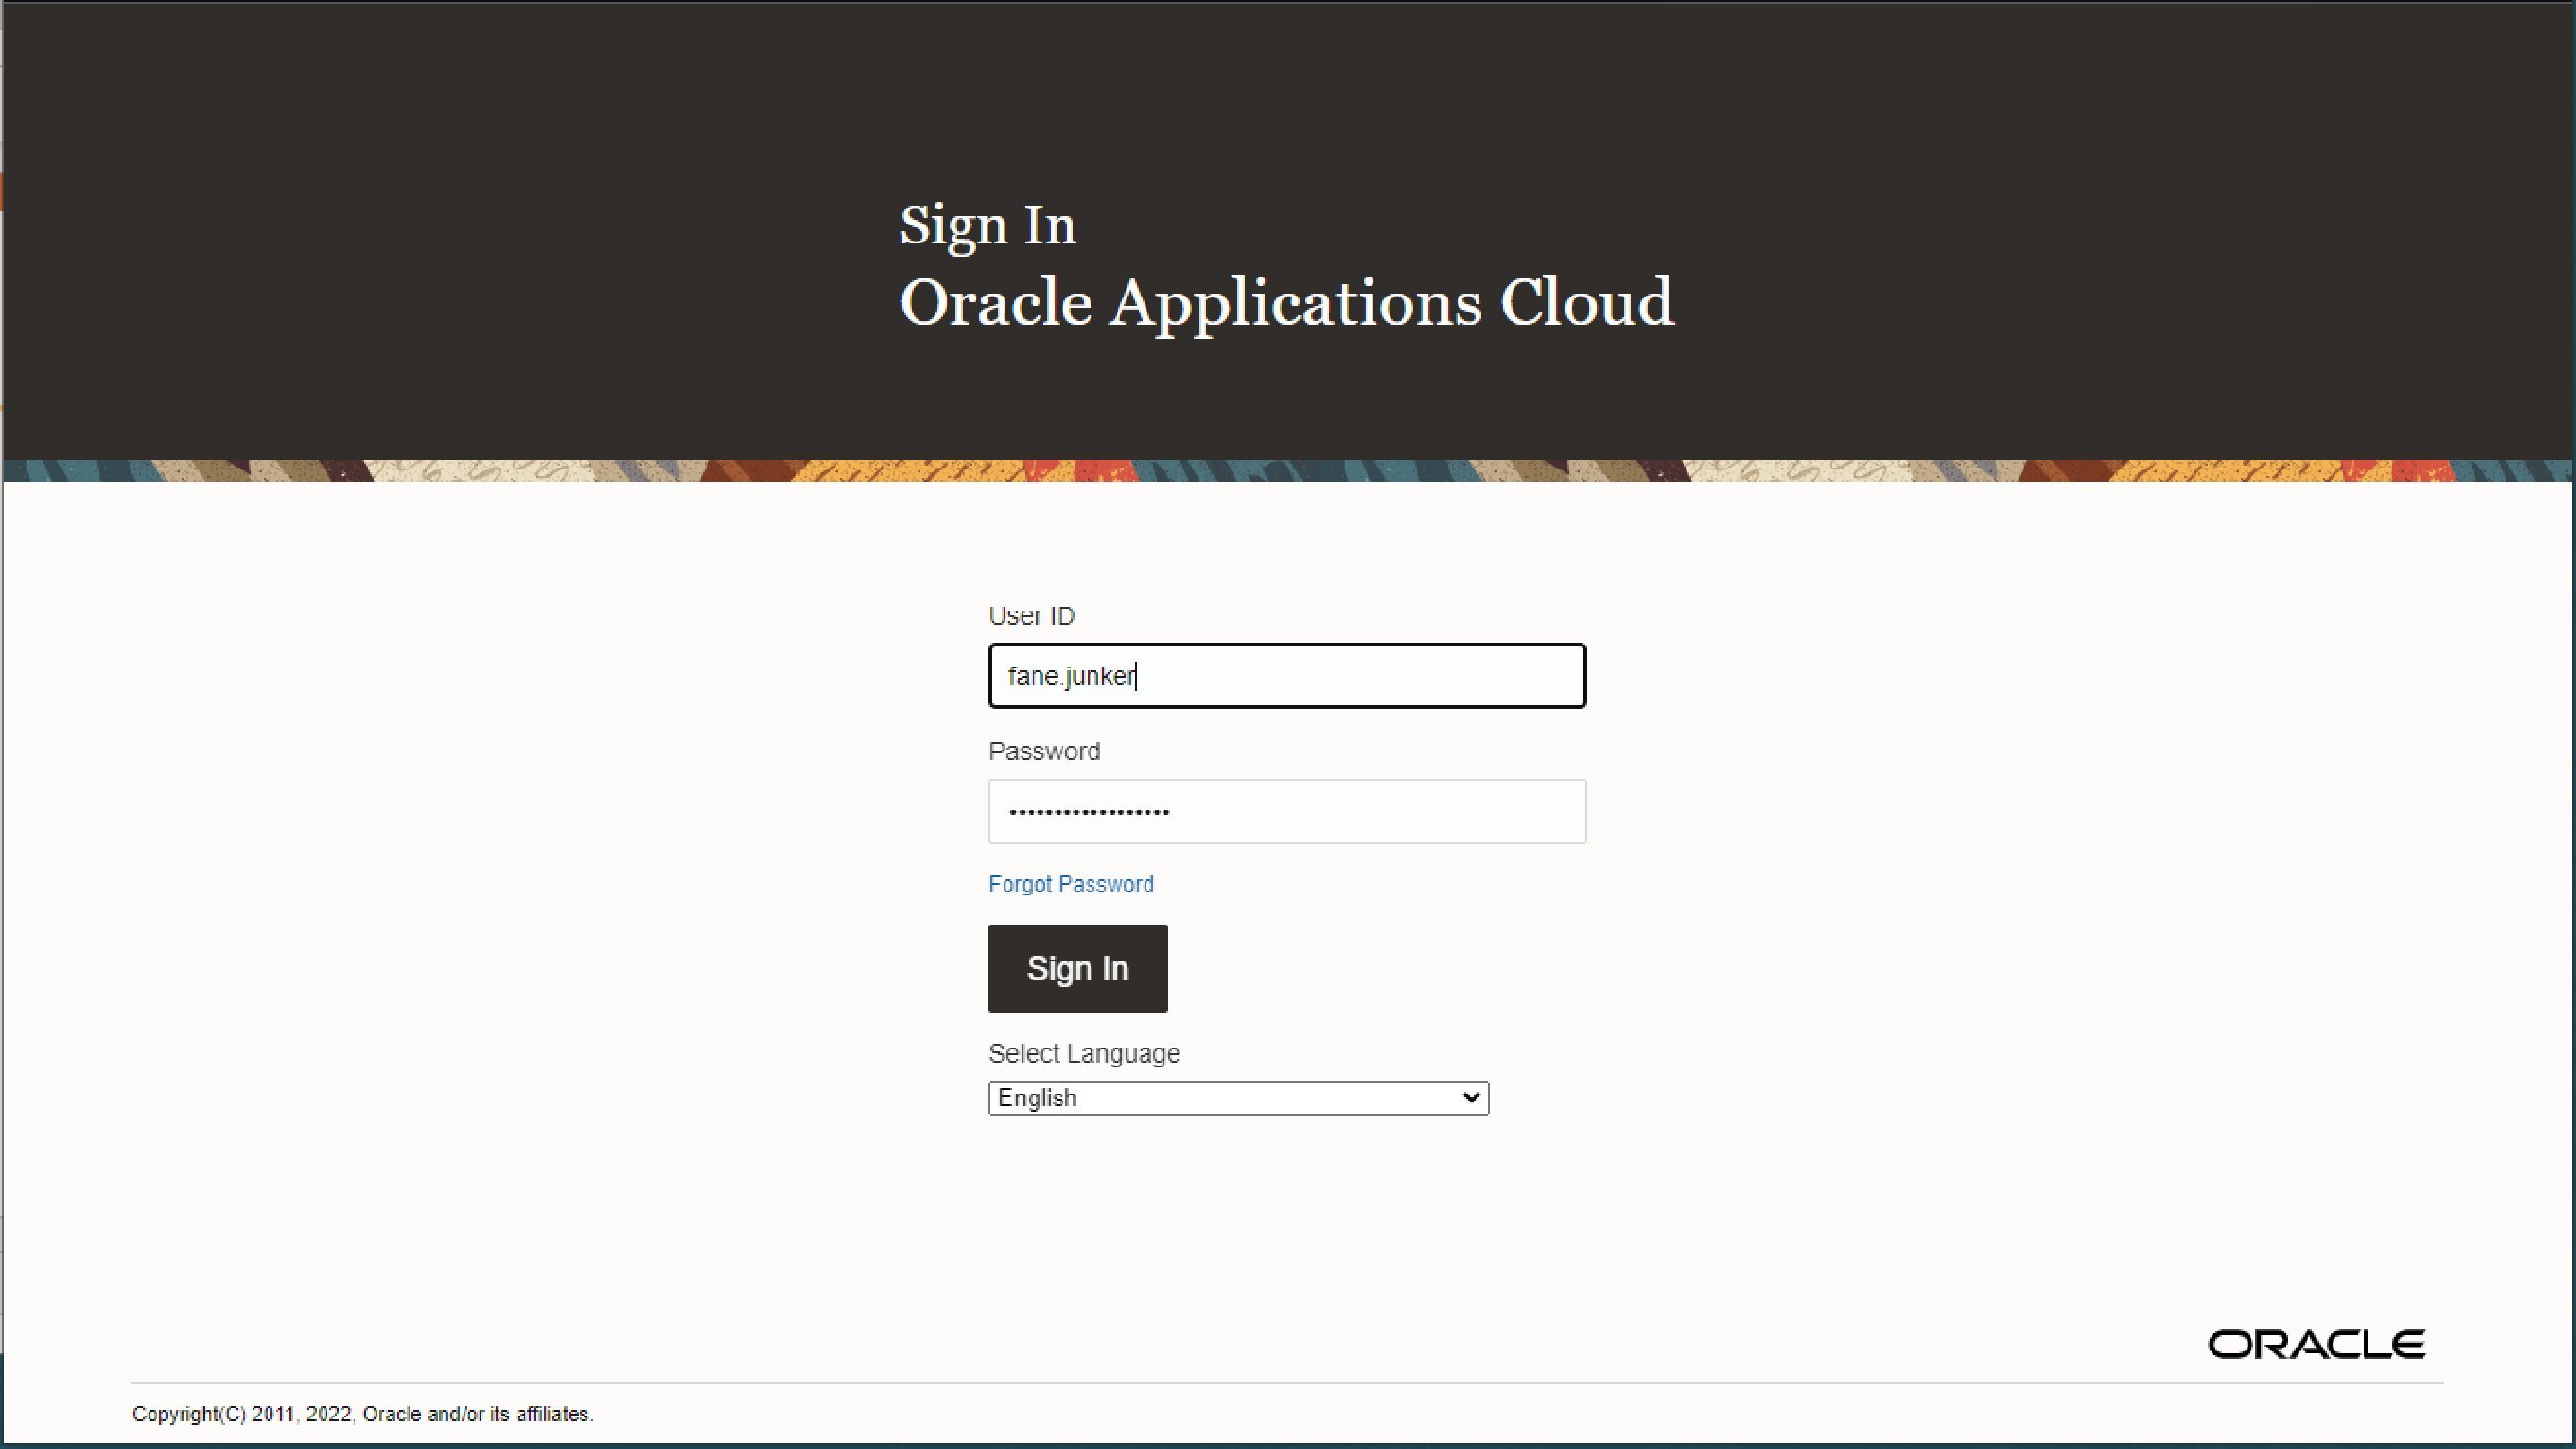 Sign In
Oracle Applications Cloud
User ID
fane.junker
Password
••••••••••••••••••
Forgot Password
Sign In
Select Language
English
ORACLE
Copyright(C) 2011, 2022, Oracle and/or its affiliates.